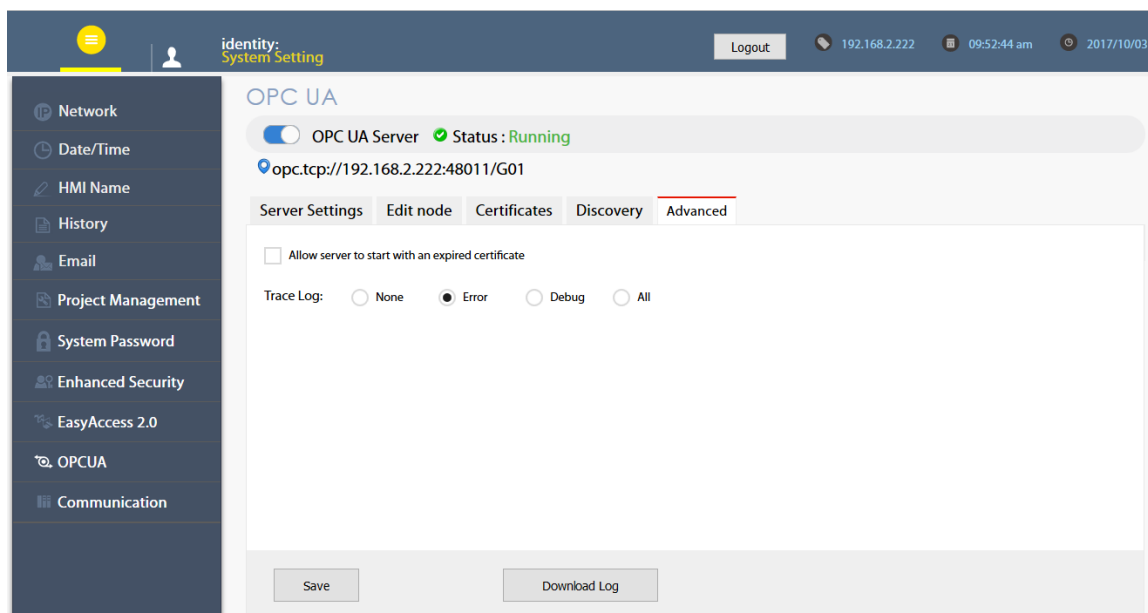 identity:
System Setting
Logout
192.168.2.222
09:52:44 am
2017/10/03
IP Network
Date/Time
HMI Name
History
Email
Project Management
System Password
Enhanced Security
EasyAccess 2.0
OPCUA
Communication
OPC UA
OPC UA Server Status : Running
opc.tcp://192.168.2.222:48011/G01
Server Settings Edit node Certificates Discovery Advanced
Allow server to start with an expired certificate
Trace Log: None Error Debug All
Save Download Log